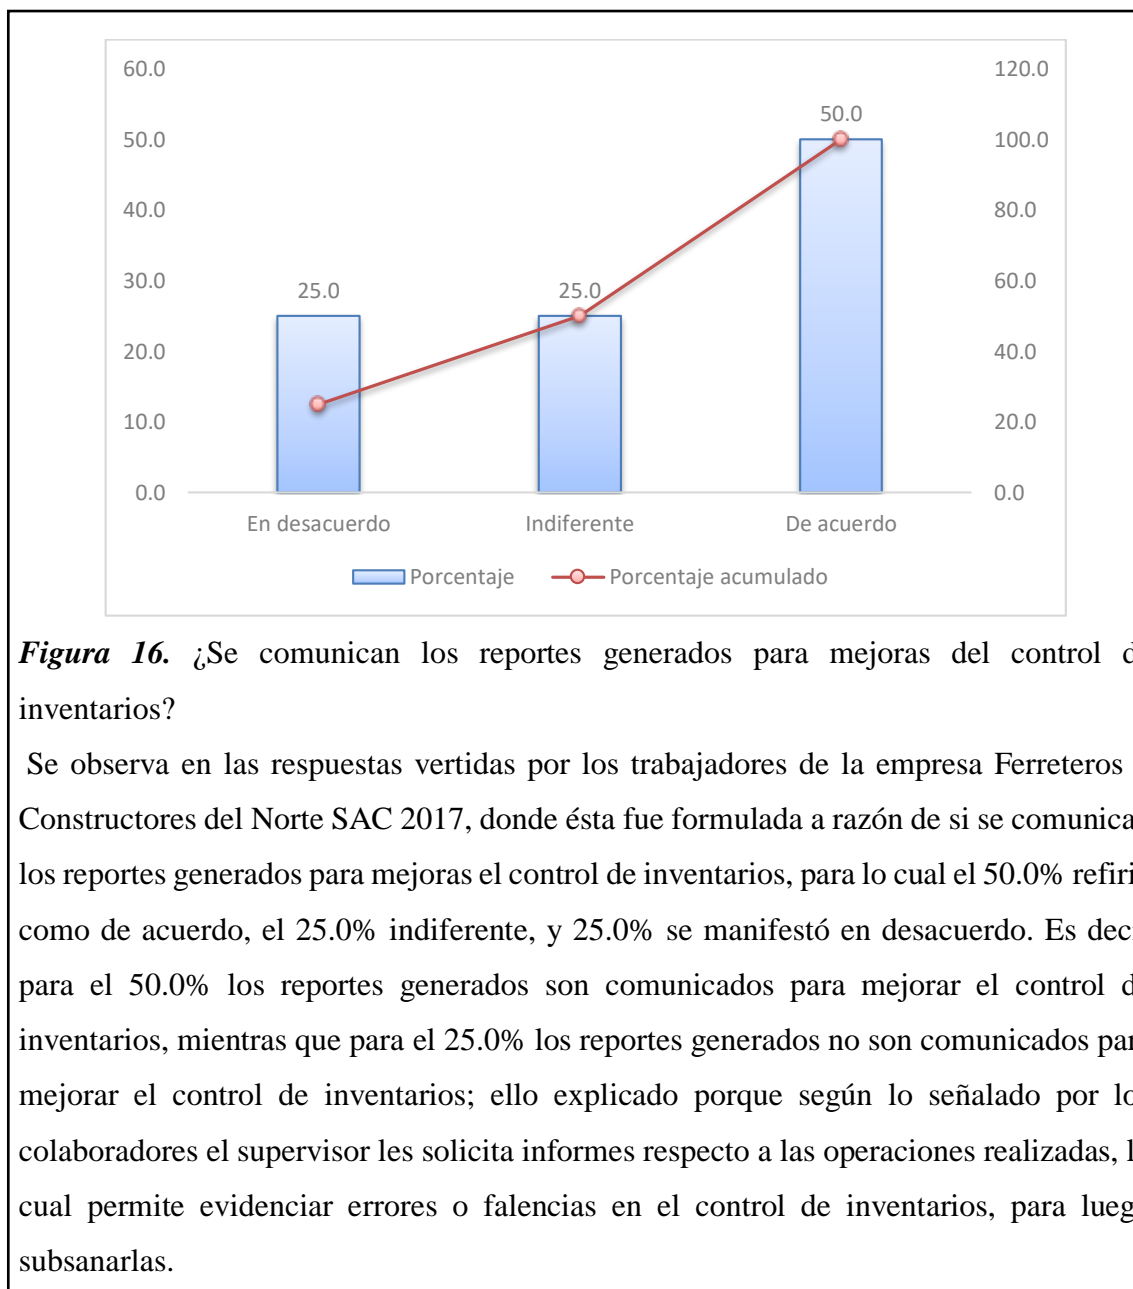 60.0
50.0
40.0
30.0
20.0
10.0
0.0
120.0
100.0
80.0
60.0
40.0
20.0
0.0
25.0
25.0
50.0
En desacuerdo Indiferente De acuerdo
Porcentaje Porcentaje acumulado
Figura 16. ¿Se comunican los reportes generados para mejoras del control d
inventarios?
Se observa en las respuestas vertidas por los trabajadores de la empresa Ferreteros
Constructores del Norte SAC 2017, donde ésta fue formulada a razón de si se comunica
los reportes generados para mejoras el control de inventarios, para lo cual el 50.0% refiri
como de acuerdo, el 25.0% indiferente, y 25.0% se manifestó en desacuerdo. Es deci
para el 50.0% los reportes generados son comunicados para mejorar el control d
inventarios, mientras que para el 25.0% los reportes generados no son comunicados par
mejorar el control de inventarios; ello explicado porque según lo señalado por lo
colaboradores el supervisor les solicita informes respecto a las operaciones realizadas, l
cual permite evidenciar errores o falencias en el control de inventarios, para lueg
subsanarlas.